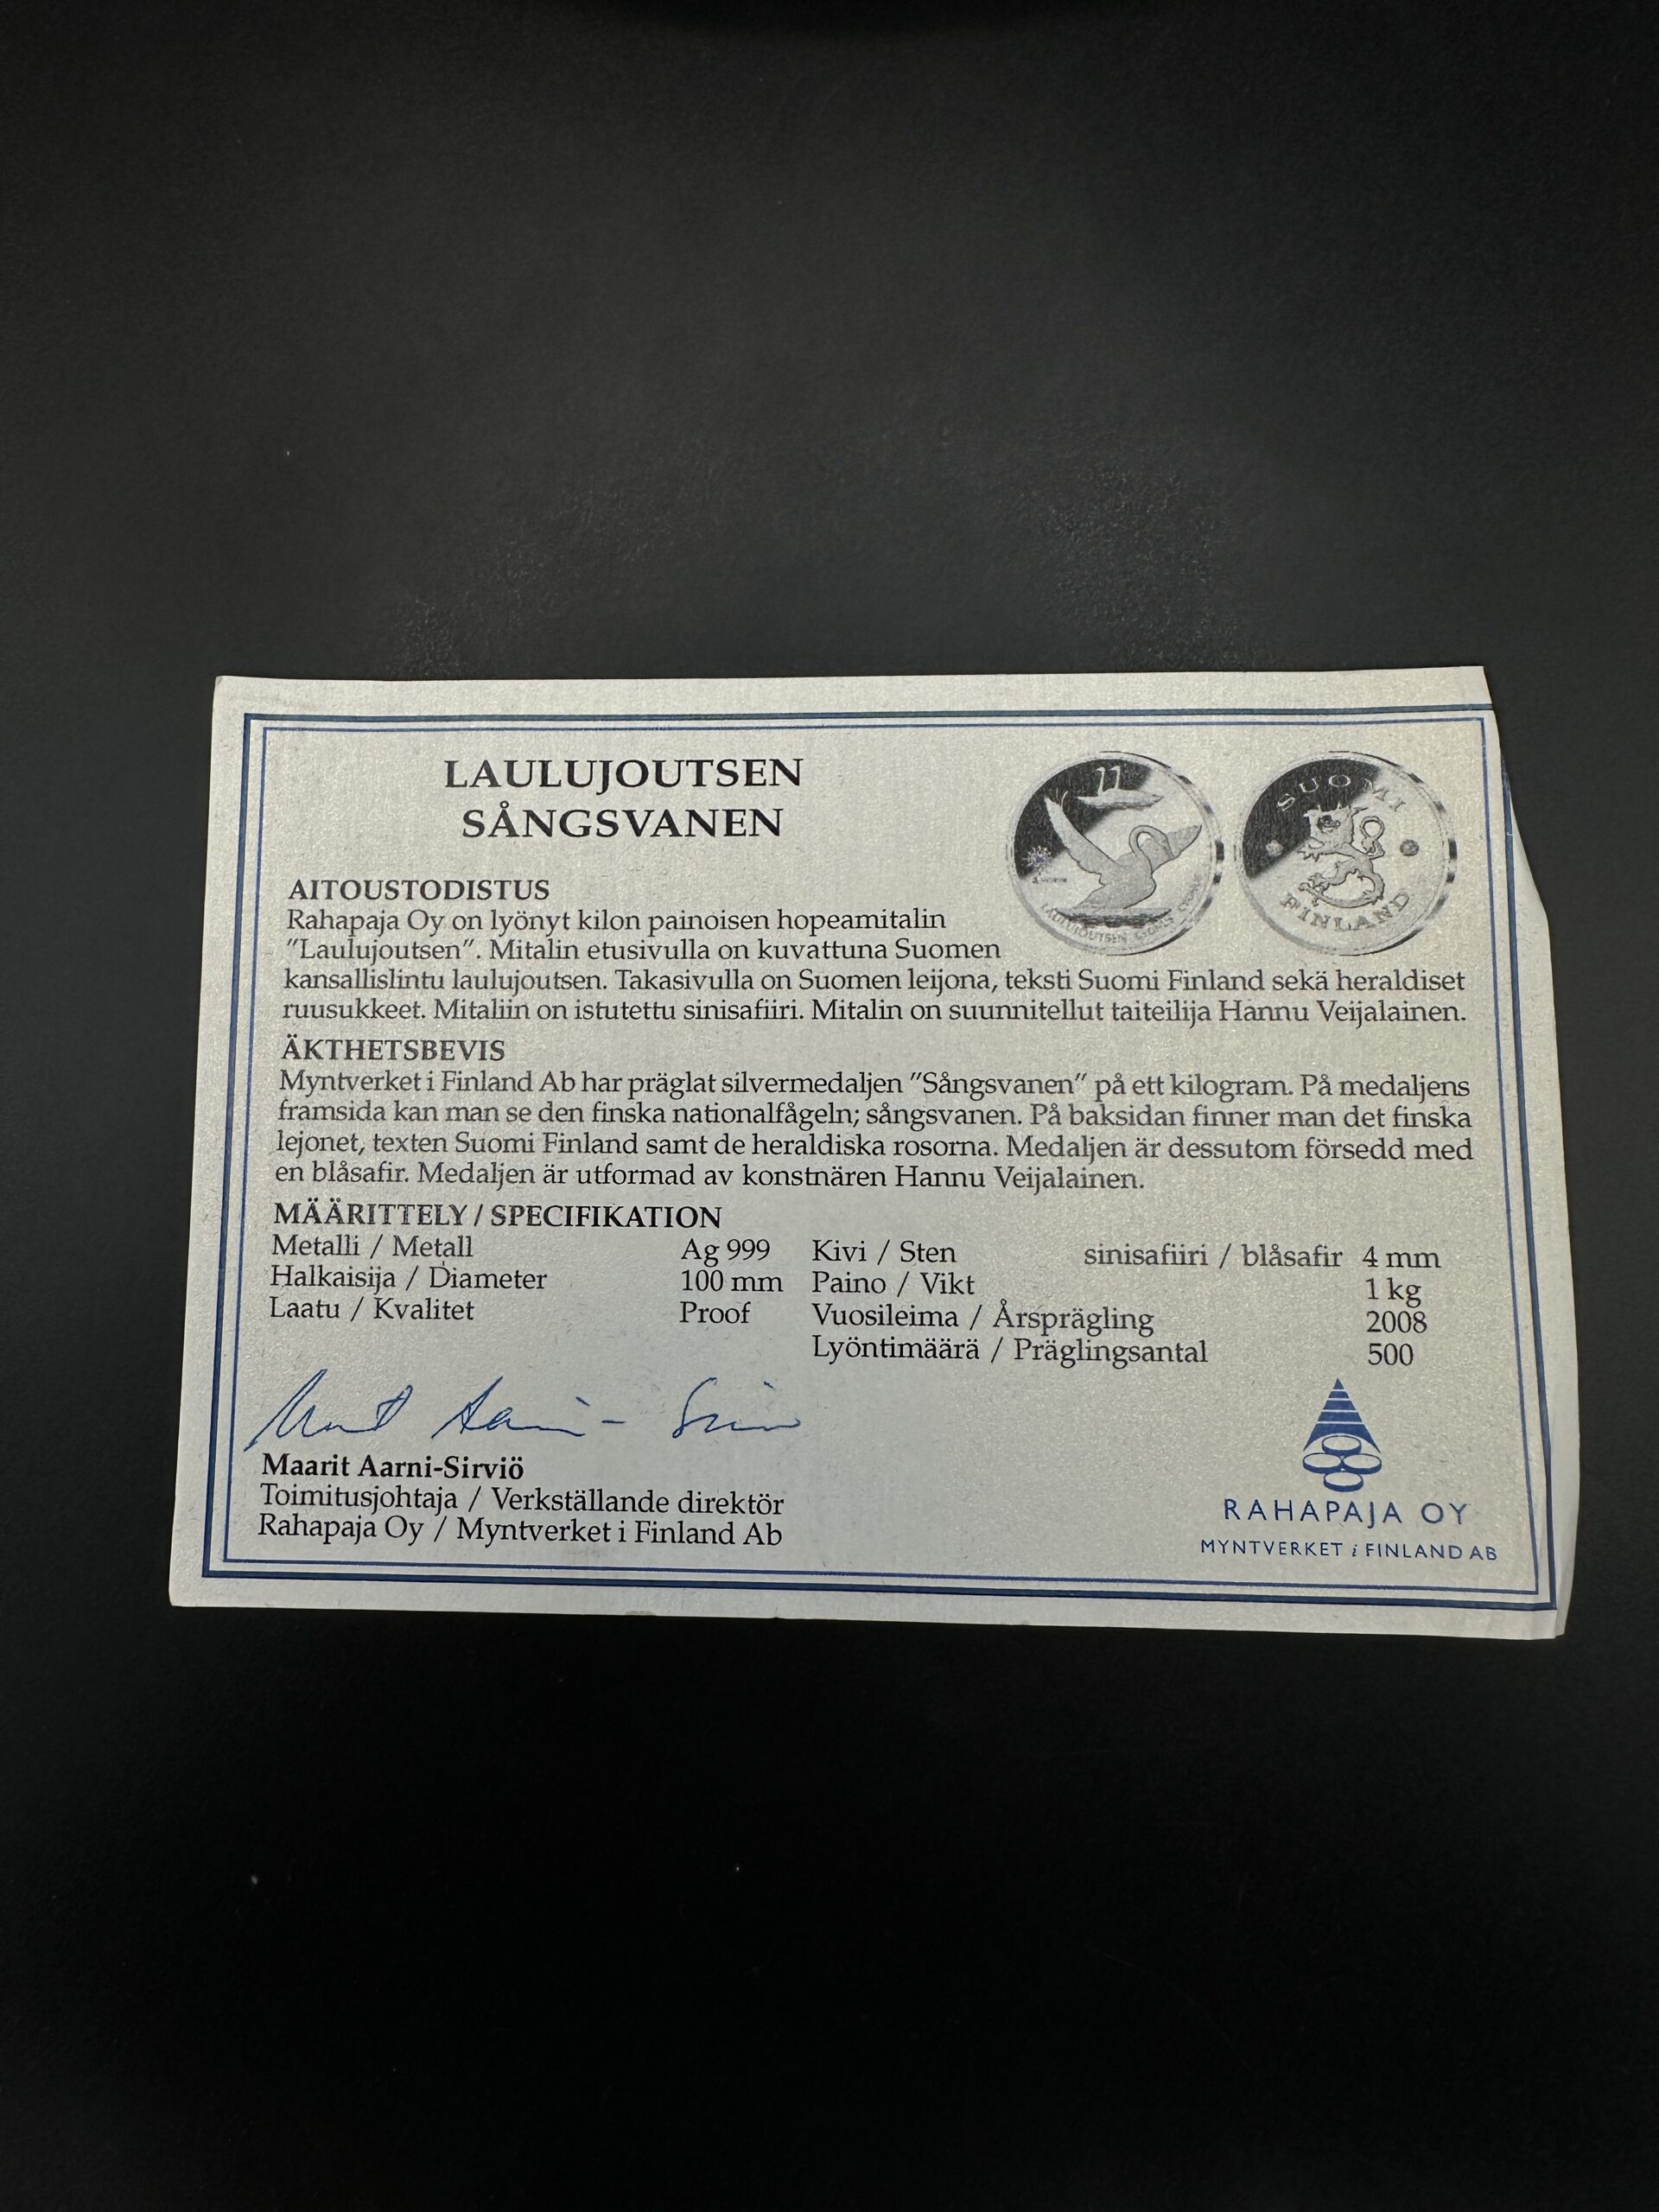 LAULUJOUTSEN
SÅNGSVANEN
SUOMI
FINLAND
LAULUJOUTSEN CYGNUS CYGNUS
AITOUSTODISTUS
Rahapaja Oy on lyönyt kilon painoisen hopeamitalin
"Laulujoutsen". Mitalin etusivulla on kuvattuna Suomen
kansallislintu laulujoutsen. Takasivulla on Suomen leijona, teksti Suomi Finland sekä heraldiset
ruusukkeet. Mitaliin on istutettu sinisafiiri. Mitalin on suunnitellut taiteilija Hannu Veijalainen.
ÄKTHETSBEVIS
Myntverket i Finland Ab har präglat silvermedaljen "Sångsvanen" på ett kilogram. På medaljens
framsida kan man se den finska nationalfågeln; sångsvanen. På baksidan finner man det finska
lejonet, texten Suomi Finland samt de heraldiska rosorna. Medaljen är dessutom försedd med
en blåsafir. Medaljen är utformad av konstnären Hannu Veijalainen.
MÄÄRITTELY / SPECIFIKATION
Metalli / Metall Ag 999 Kivi / Sten sinisafiiri / blåsafir 4 mm
Halkaisija / Diameter 100 mm Paino / Vikt 1 kg
Laatu / Kvalitet Proof Vuosileima / Årsprägling 2008
Lyöntimäärä / Präglingsantal 500
Maarit Aarni-Sirviö
Maarit Aarni-Sirviö
Toimitusjohtaja / Verkställande direktör
Rahapaja Oy / Myntverket i Finland Ab
RAHAPAJA OY
MYNTVERKET i FINLAND AB